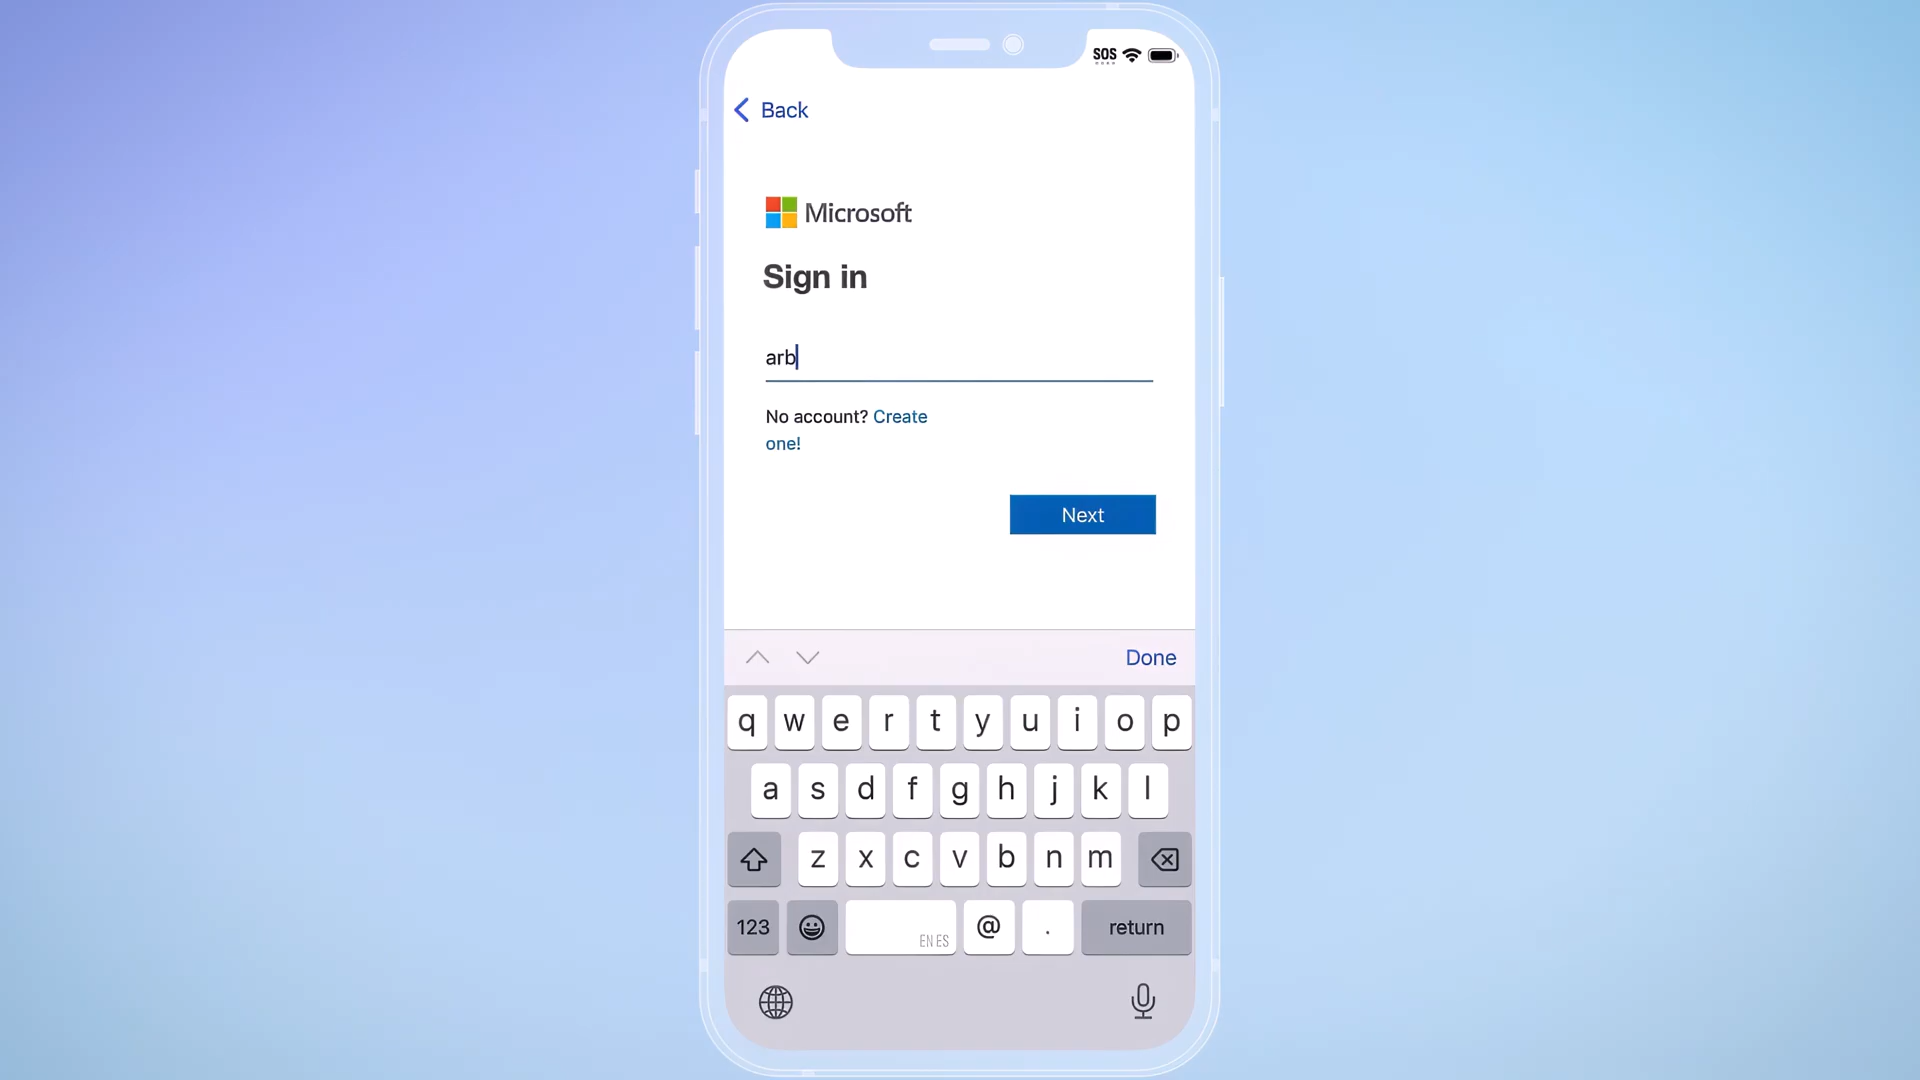 SOS
Back
Microsoft
Sign in
arb
No account? Create
one!
Next
Done
q w e r t y u i o p
a s d f g h j k l
z x c v b n m
123 EN ES @ . return